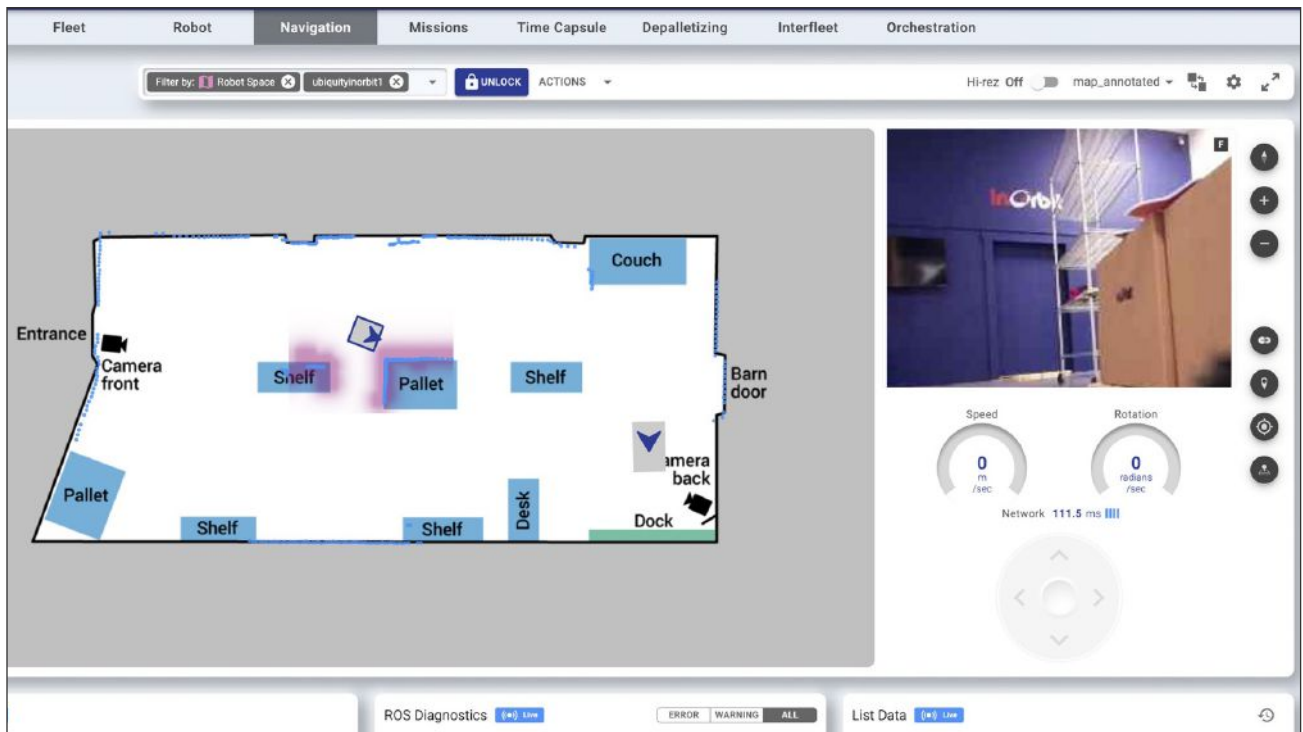 Fleet Robot Navigation Missions Time Capsule Depalletizing Interfleet Orchestration
Filter by: Robot Space ubiquityinorbit1 UNLOCK ACTIONS Hi-rez Off map_annotated
F
InOrbit
Couch
Entrance
Camera
front
Shelf
Pallet
Shelf
Barn
door
amera
back
Pallet
Shelf
Shelf
Desk
Dock
Speed Rotation
0 0
m radians
/sec /sec
Network 111.5 ms
ROS Diagnostics Live ERROR WARNING ALL List Data Live